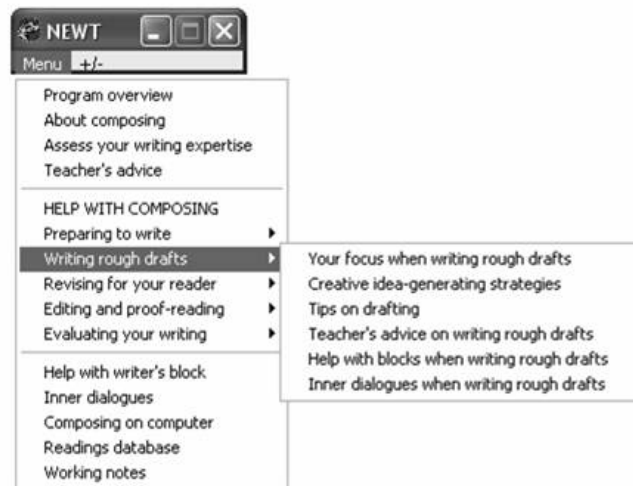 NEWT
Menu +/-
Program overview
About composing
Assess your writing expertise
Teacher's advice
HELP WITH COMPOSING
Preparing to write
Writing rough drafts
Revising for your reader
Editing and proof-reading
Evaluating your writing
Help with writer's block
Inner dialogues
Composing on computer
Readings database
Working notes
Your focus when writing rough drafts
Creative idea-generating strategies
Tips on drafting
Teacher's advice on writing rough drafts
Help with blocks when writing rough drafts
Inner dialogues when writing rough drafts